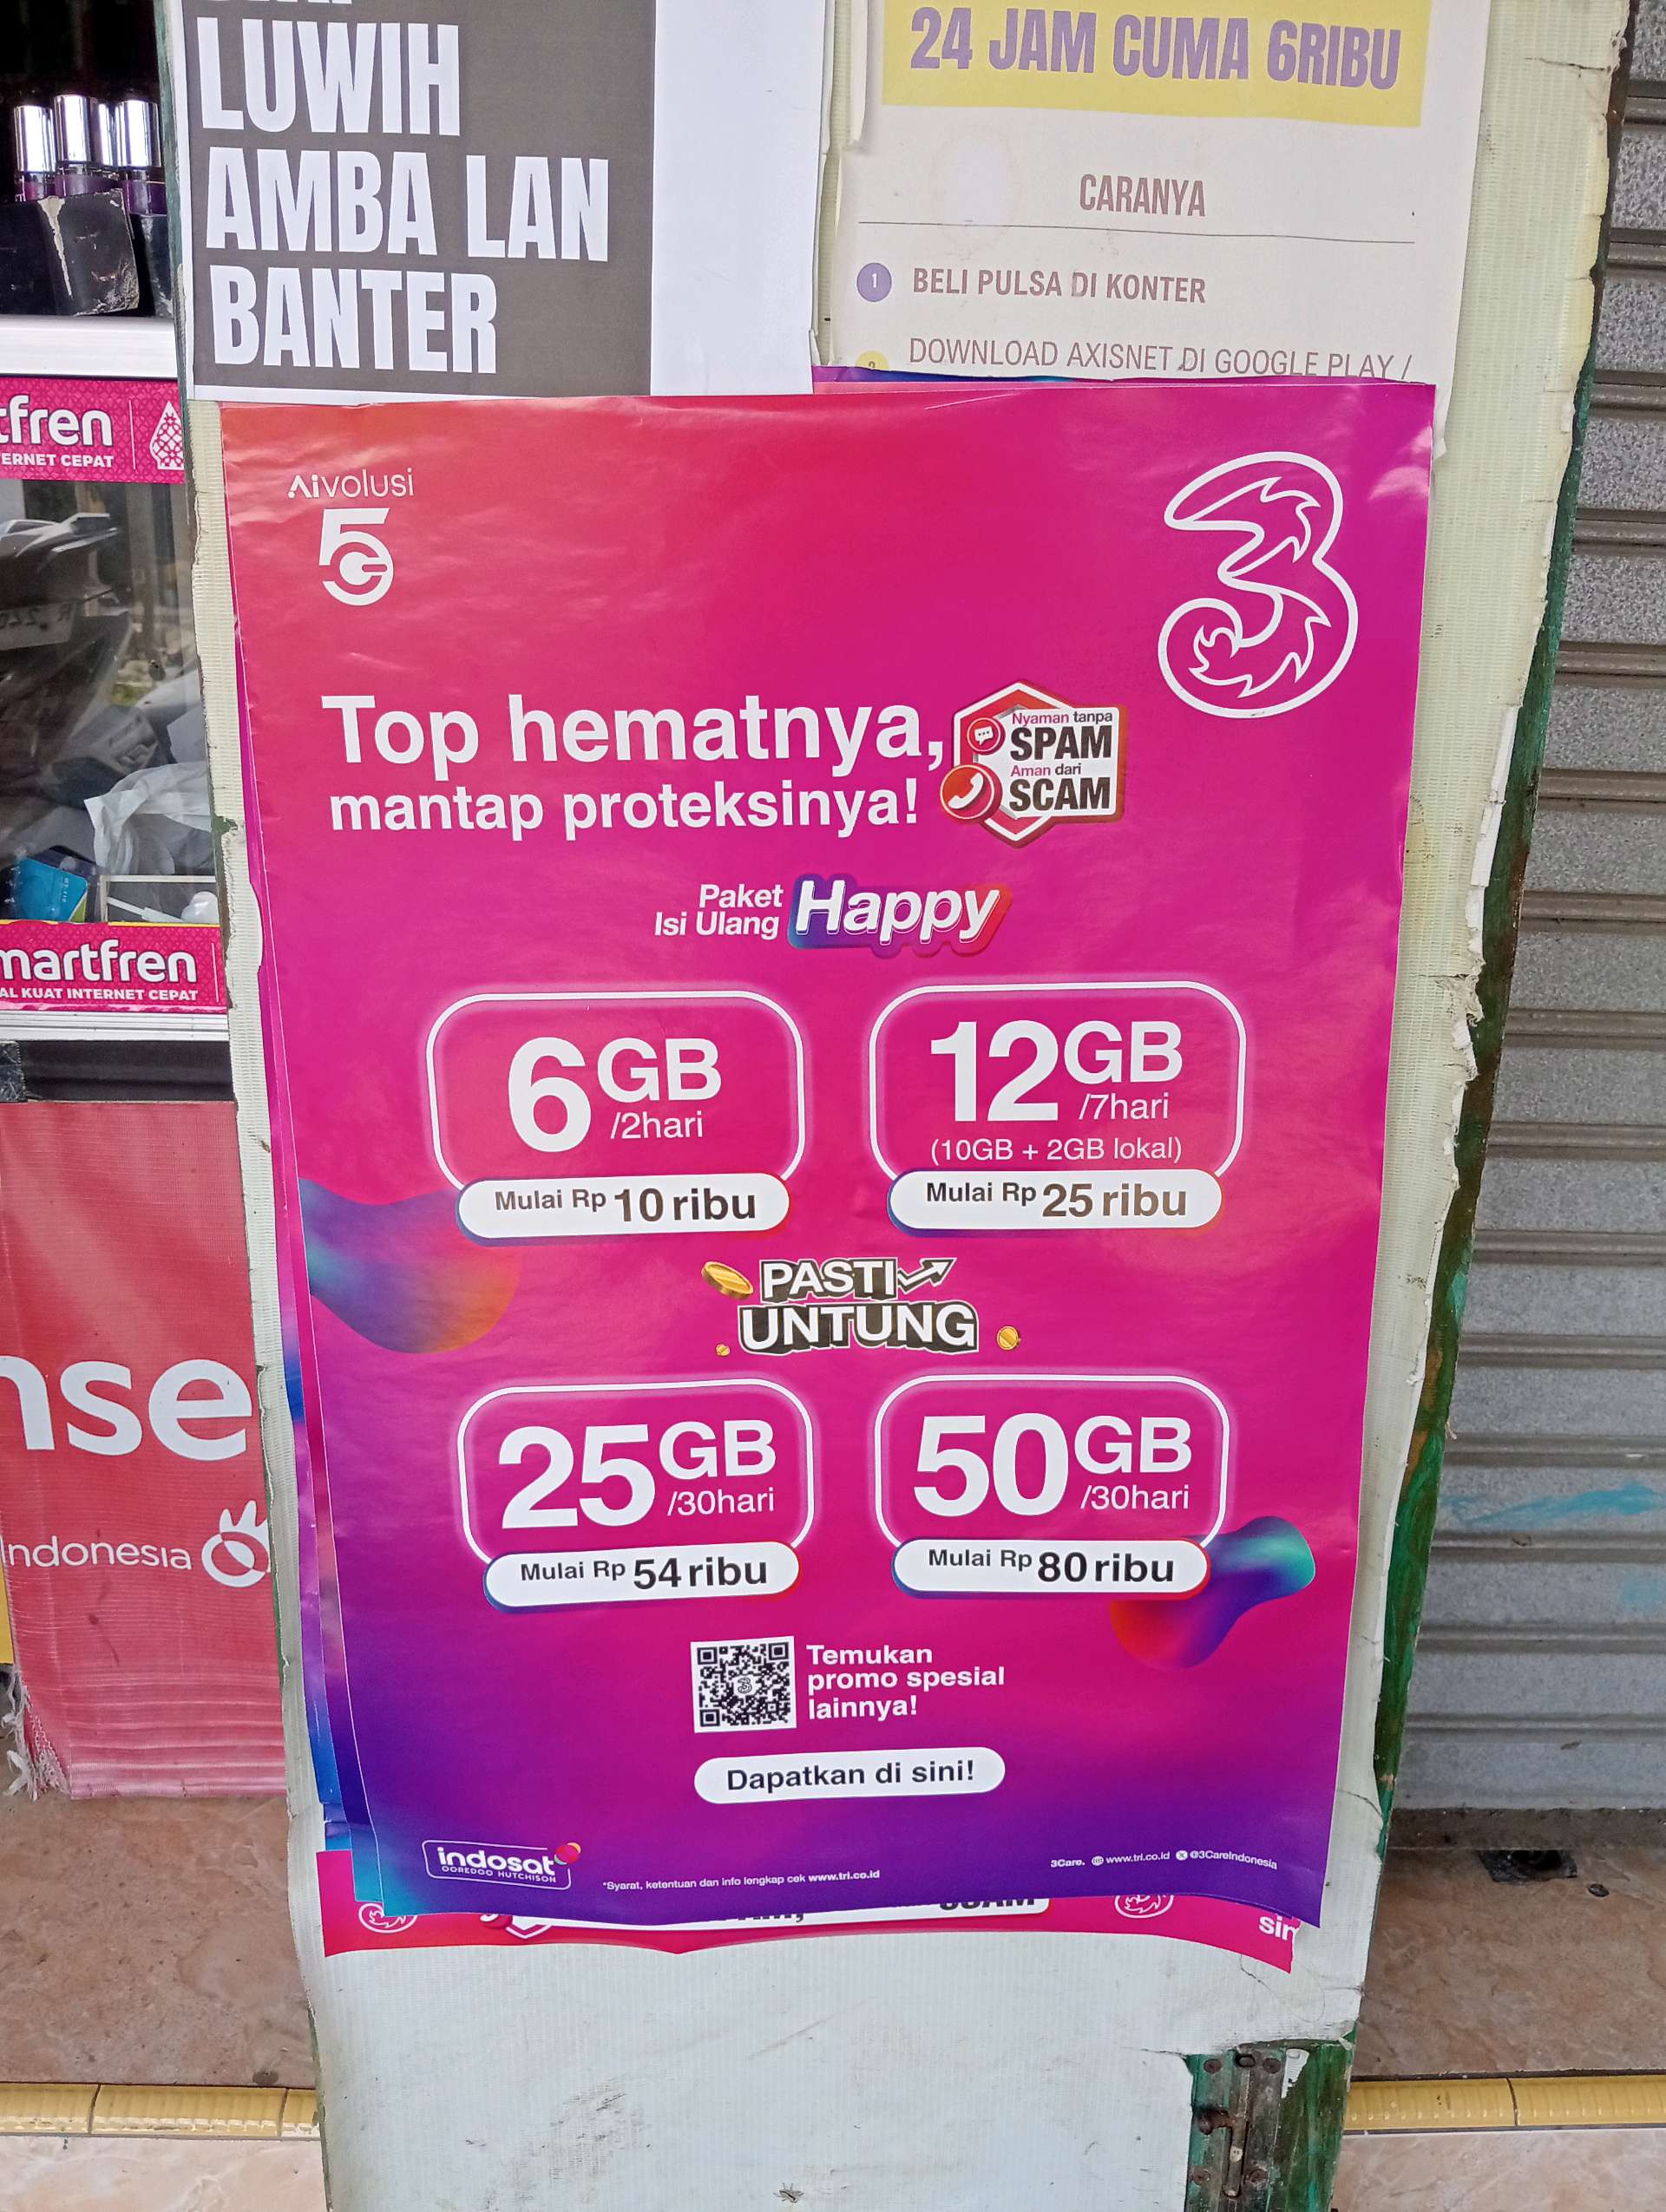 LUWIH
AMBA LAN
BANTER
24 JAM CUMA 6RIBU
CARANYA
1 BELI PULSA DI KONTER
DOWNLOAD AXISNET DI GOOGLE PLAY /
tfren
ERNET CEPAT
martfren
AL KUAT INTERNET CEPAT
nse
Indonesia
Aivolusi
5G
3
Top hematnya,
mantap proteksinya!
Nyaman tanpa
SPAM
Aman dari
SCAM
Paket
Isi Ulang
Happy
6GB
/2hari
Mulai Rp 10 ribu
12GB
/7hari
(10GB + 2GB lokal)
Mulai Rp 25 ribu
PASTI
UNTUNG
25GB
/30hari
Mulai Rp 54 ribu
50GB
/30hari
Mulai Rp 80 ribu
Temukan
promo spesial
lainnya!
Dapatkan di sini!
indosat
OOREDOO HUTCHISON
*Syarat, ketentuan dan info lengkap cek www.tri.co.id
3Care. www.tri.co.id @3CareIndonesia
sin